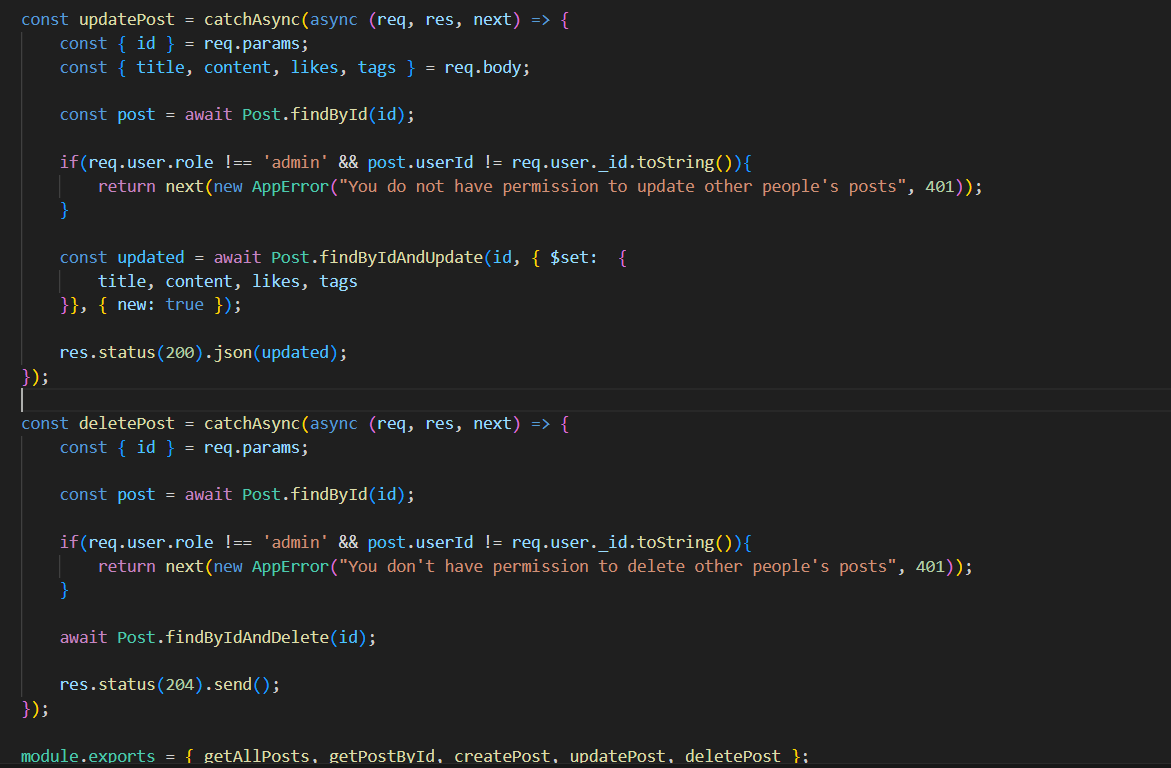 const updatePost = catchAsync(async (req, res, next) => {
    const { id } = req.params;
    const { title, content, likes, tags } = req.body;

    const post = await Post.findById(id);

    if(req.user.role !== 'admin' && post.userId != req.user._id.toString()){
        return next(new AppError("You do not have permission to update other people's posts", 401));
    }

    const updated = await Post.findByIdAndUpdate(id, { $set:  {
        title, content, likes, tags
    }}, { new: true });

    res.status(200).json(updated);
});

const deletePost = catchAsync(async (req, res, next) => {
    const { id } = req.params;

    const post = await Post.findById(id);

    if(req.user.role !== 'admin' && post.userId != req.user._id.toString()){
        return next(new AppError("You don't have permission to delete other people's posts", 401));
    }

    await Post.findByIdAndDelete(id);

    res.status(204).send();
});

module.exports = { getAllPosts, getPostById, createPost, updatePost, deletePost };